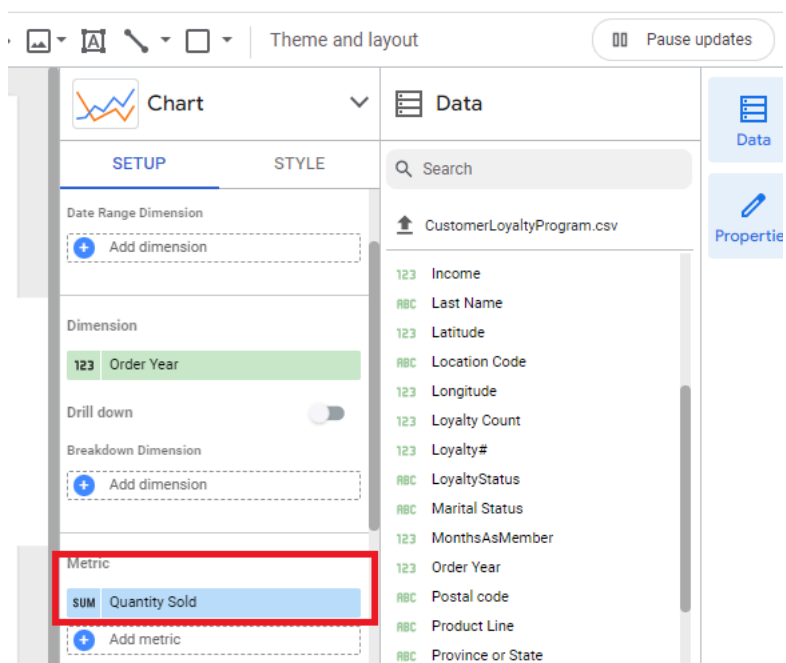 Theme and layout
Pause updates
Chart
SETUP
STYLE
Date Range Dimension
Add dimension
Dimension
123 Order Year
Drill down
Breakdown Dimension
Add dimension
Metric
SUM Quantity Sold
Add metric
Data
Search
CustomerLoyaltyProgram.csv
123 Income
ABC Last Name
123 Latitude
ABC Location Code
123 Longitude
123 Loyalty Count
123 Loyalty#
ABC LoyaltyStatus
ABC Marital Status
123 MonthsAsMember
123 Order Year
ABC Postal code
ABC Product Line
ABC Province or State
Data
Propertie